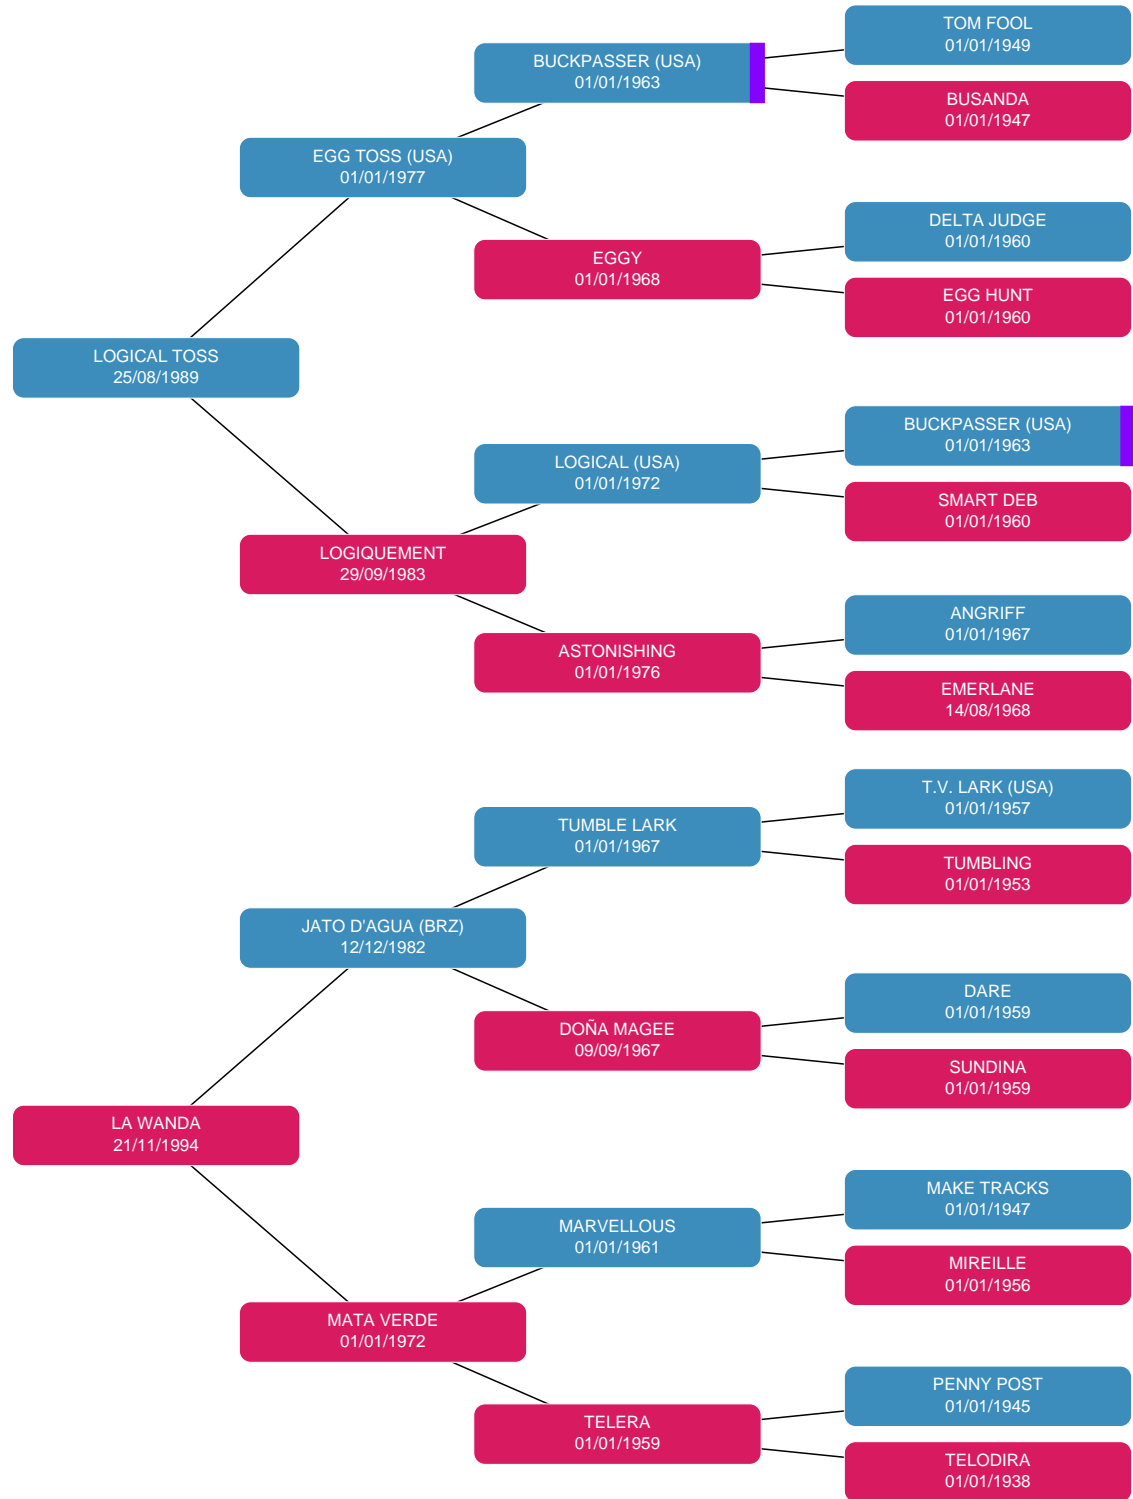 TOM FOOL
01/01/1949
BUCKPASSER (USA)
01/01/1963
BUSANDA
01/01/1947
EGG TOSS (USA)
01/01/1977
DELTA JUDGE
01/01/1960
EGGY
01/01/1968
EGG HUNT
01/01/1960
LOGICAL TOSS
25/08/1989
BUCKPASSER (USA)
01/01/1963
LOGICAL (USA)
01/01/1972
SMART DEB
01/01/1960
LOGIQUEMENT
29/09/1983
ANGRIFF
01/01/1967
ASTONISHING
01/01/1976
EMERLANE
14/08/1968
T.V. LARK (USA)
01/01/1957
TUMBLE LARK
01/01/1967
TUMBLING
01/01/1953
JATO D'AGUA (BRZ)
12/12/1982
DARE
01/01/1959
DOÑA MAGEE
09/09/1967
SUNDINA
01/01/1959
LA WANDA
21/11/1994
MAKE TRACKS
01/01/1947
MARVELLOUS
01/01/1961
MIREILLE
01/01/1956
MATA VERDE
01/01/1972
PENNY POST
01/01/1945
TELERA
01/01/1959
TELODIRA
01/01/1938